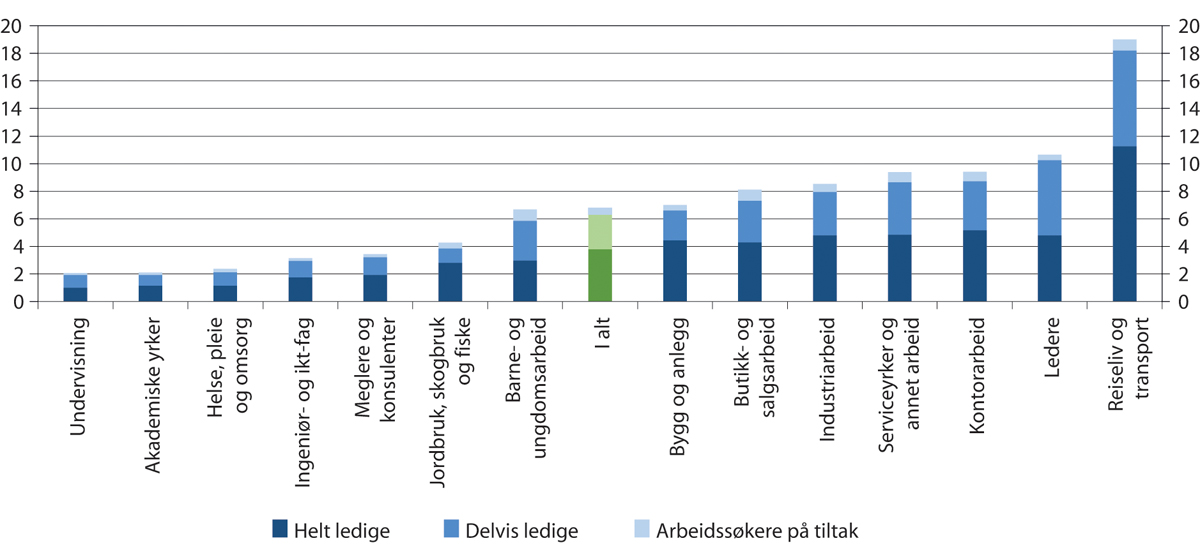 20
18
16
14
12
10
8
6
4
2
0
20
18
16
14
12
10
8
6
4
2
0
Undervisning
Akademiske yrker
Helse, pleie
og omsorg
Ingeniør- og ikt-fag
Meglere og
konsulenter
Jordbruk, skogbruk
og fiske
Barne- og
ungdomsarbeid
I alt
Bygg og anlegg
Butikk- og
salgsarbeid
Industriarbeid
Serviceyrker og
annet arbeid
Kontorarbeid
Ledere
Reiseliv og
transport
Helt ledige
Delvis ledige
Arbeidssøkere på tiltak